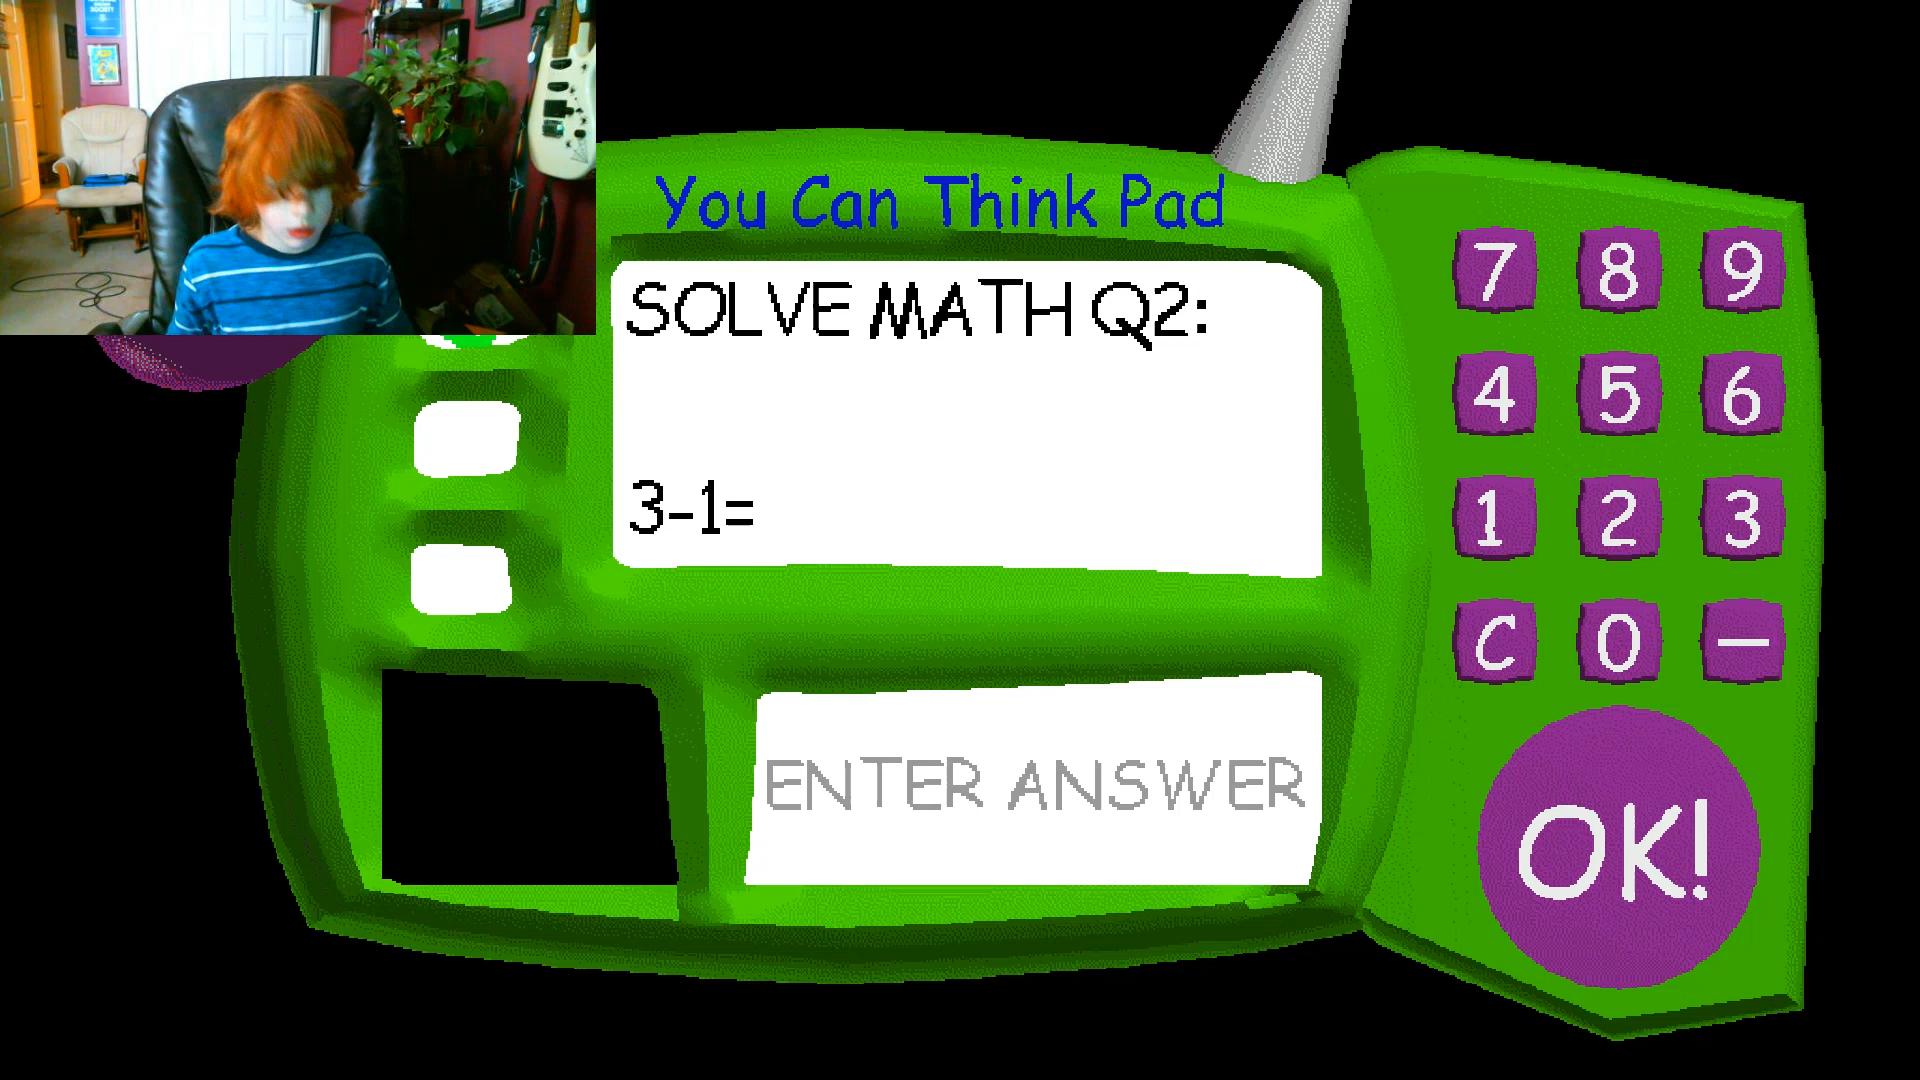 You Can Think Pad
SOLVE MATH Q2:
3-1=
ENTER ANSWER
7 8 9
4 5 6
1 2 3
C 0 −
OK!